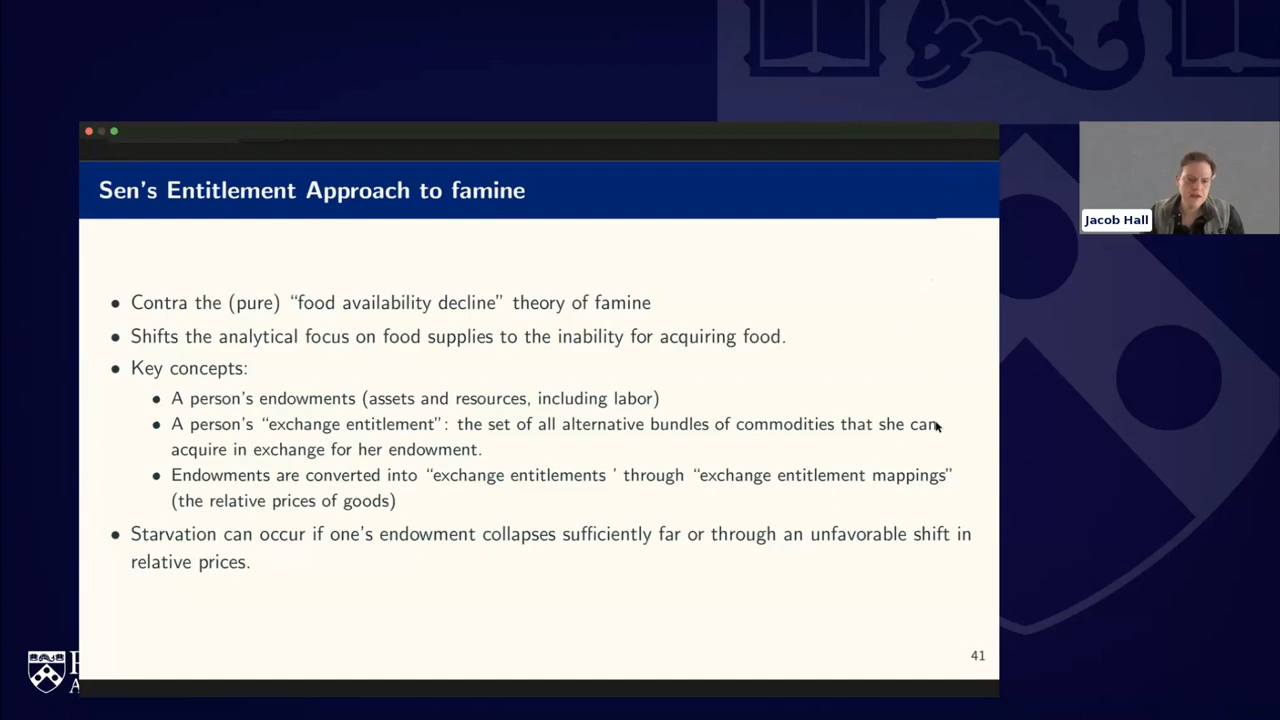 Sen's Entitlement Approach to famine
Jacob Hall
• Contra the (pure) “food availability decline” theory of famine
• Shifts the analytical focus on food supplies to the inability for acquiring food.
• Key concepts:
• A person's endowments (assets and resources, including labor)
• A person's “exchange entitlement”: the set of all alternative bundles of commodities that she can
acquire in exchange for her endowment.
• Endowments are converted into “exchange entitlements ’ through “exchange entitlement mappings”
(the relative prices of goods)
• Starvation can occur if one's endowment collapses sufficiently far or through an unfavorable shift in
relative prices.
41